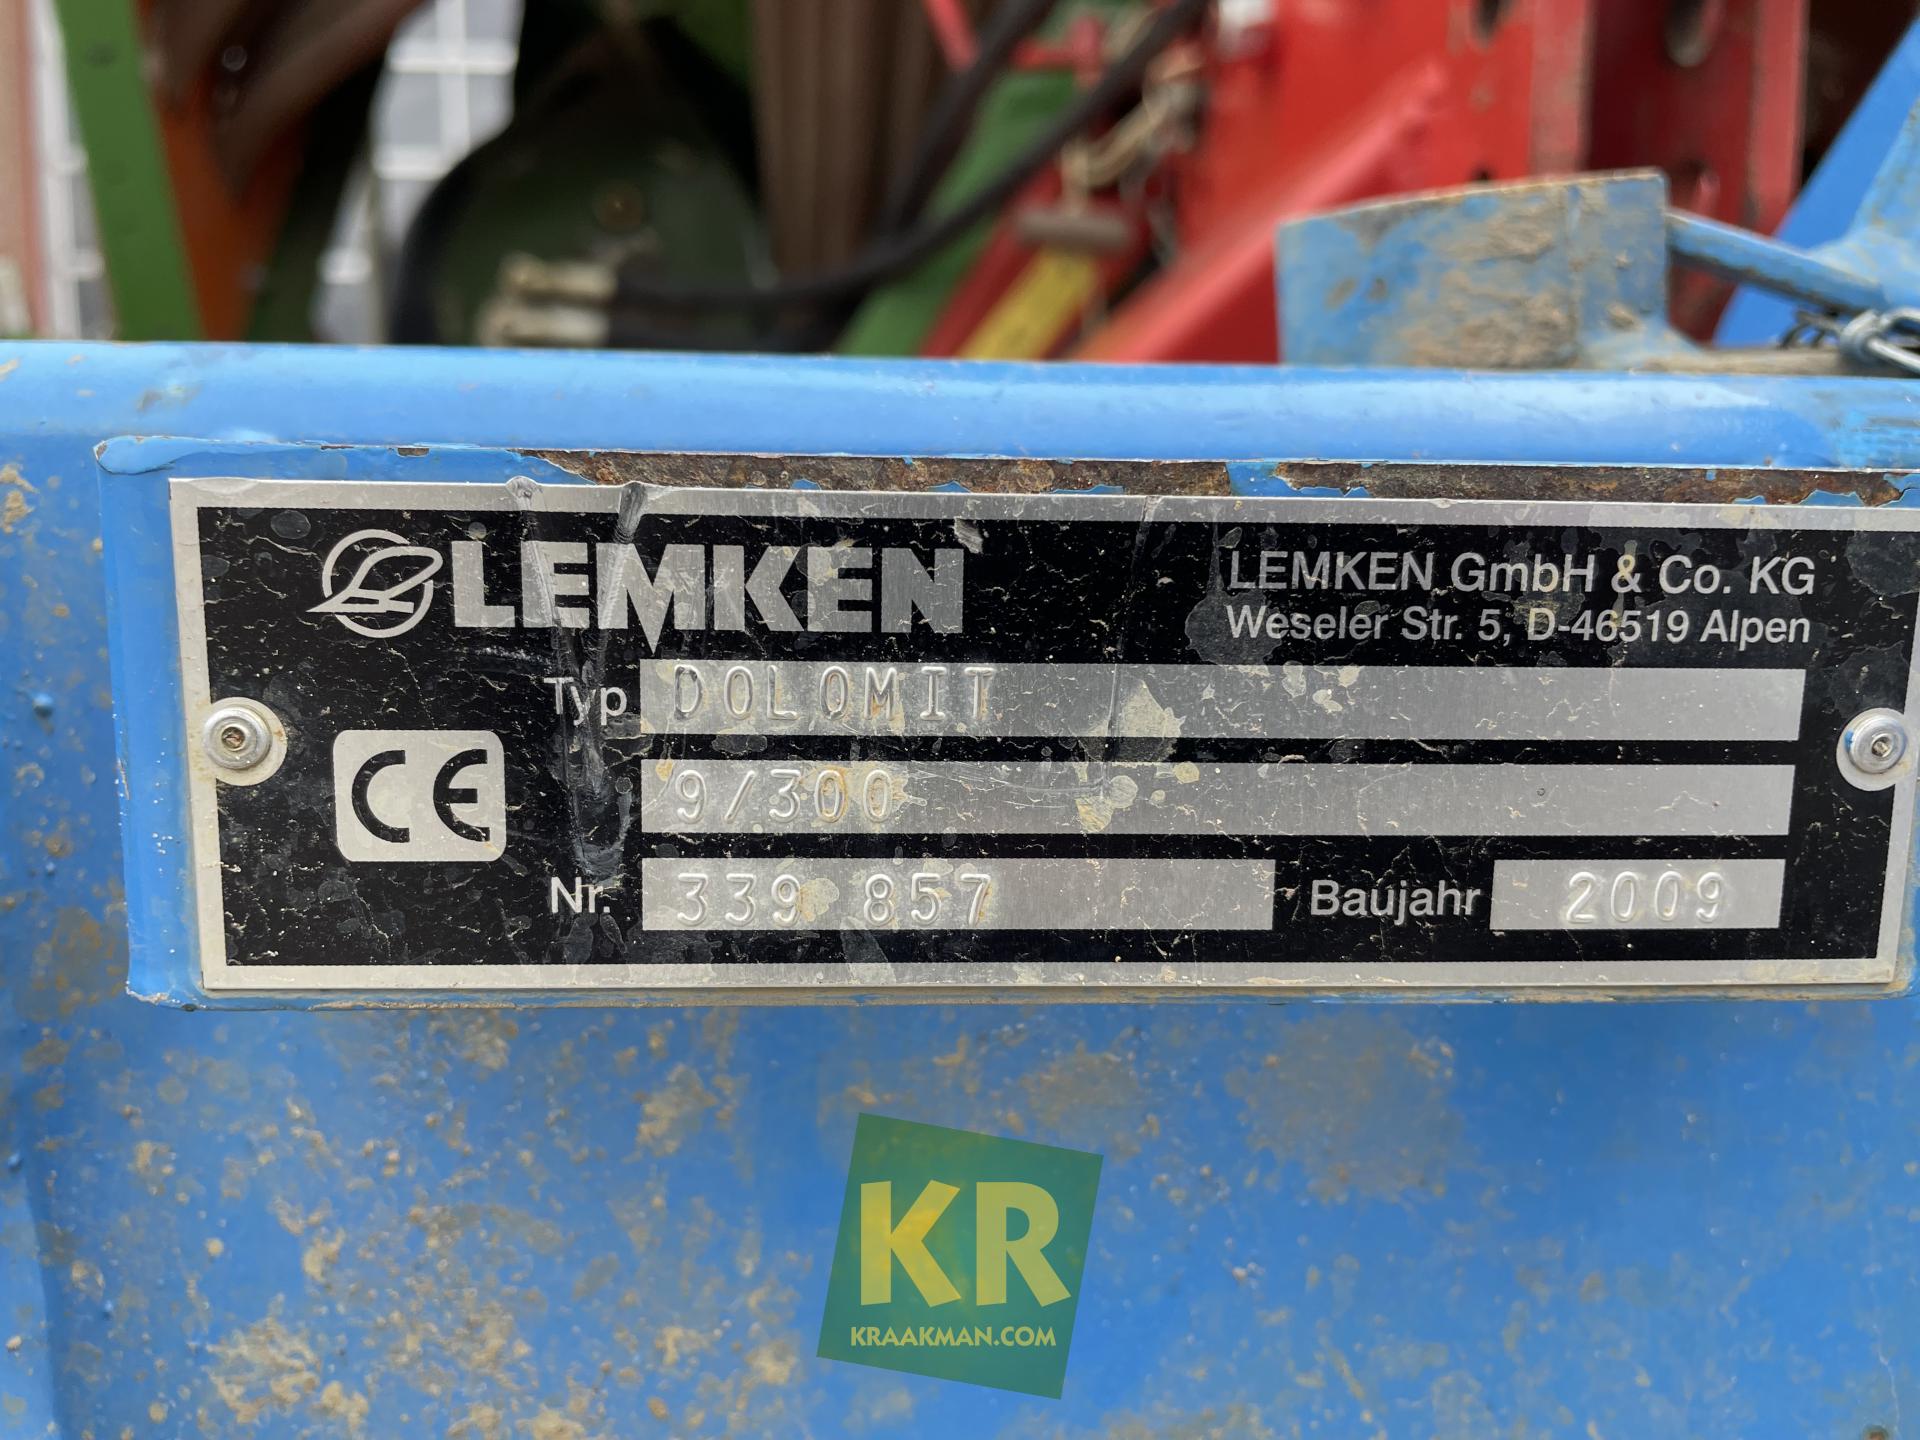 LEMKEN
LEMKEN GmbH & Co. KG
Weseler Str. 5, D-46519 Alpen
Typ DOLOMIT
9/300
CE
Nr. 339 857 Baujahr 2009
KR
KRAAKMAN.COM